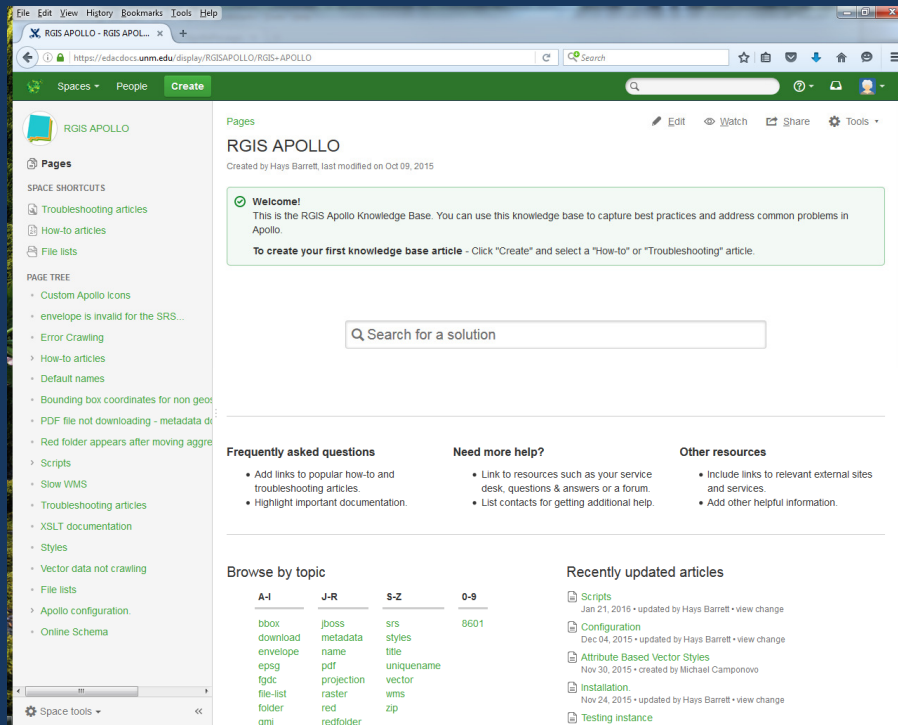 File Edit View History Bookmarks Tools Help
RGIS APOLLO - RGIS APOL...
https://edacdocs.unm.edu/display/RGISAPOLLO/RGIS+APOLLO
Search
Spaces People Create
RGIS APOLLO
Pages
SPACE SHORTCUTS
Troubleshooting articles
How-to articles
File lists
PAGE TREE
Custom Apollo Icons
envelope is invalid for the SRS...
Error Crawling
How-to articles
Default names
Bounding box coordinates for non geos
PDF file not downloading - metadata do
Red folder appears after moving aggre
Scripts
Slow WMS
Troubleshooting articles
XSLT documentation
Styles
Vector data not crawling
File lists
Apollo configuration.
Online Schema
Space tools
Pages
Edit Watch Share Tools
RGIS APOLLO
Created by Hays Barrett, last modified on Oct 09, 2015
Welcome!
This is the RGIS Apollo Knowledge Base. You can use this knowledge base to capture best practices and address common problems in
Apollo.
To create your first knowledge base article - Click "Create" and select a "How-to" or "Troubleshooting" article.
Search for a solution
Frequently asked questions
Add links to popular how-to and
troubleshooting articles.
Highlight important documentation.
Need more help?
Link to resources such as your service
desk, questions & answers or a forum.
List contacts for getting additional help.
Other resources
Include links to relevant external sites
and services.
Add other helpful information.
Browse by topic
A-I
bbox
download
envelope
epsg
fgdc
file-list
folder
gmi
J-R
jboss
metadata
name
pdf
projection
raster
red
redfolder
S-Z
srs
styles
title
uniquename
vector
wms
zip
0-9
8601
Recently updated articles
Scripts
Jan 21, 2016 • updated by Hays Barrett • view change
Configuration
Dec 04, 2015 • updated by Hays Barrett • view change
Attribute Based Vector Styles
Nov 30, 2015 • created by Michael Camponovo
Installation.
Nov 24, 2015 • updated by Hays Barrett • view change
Testing instance